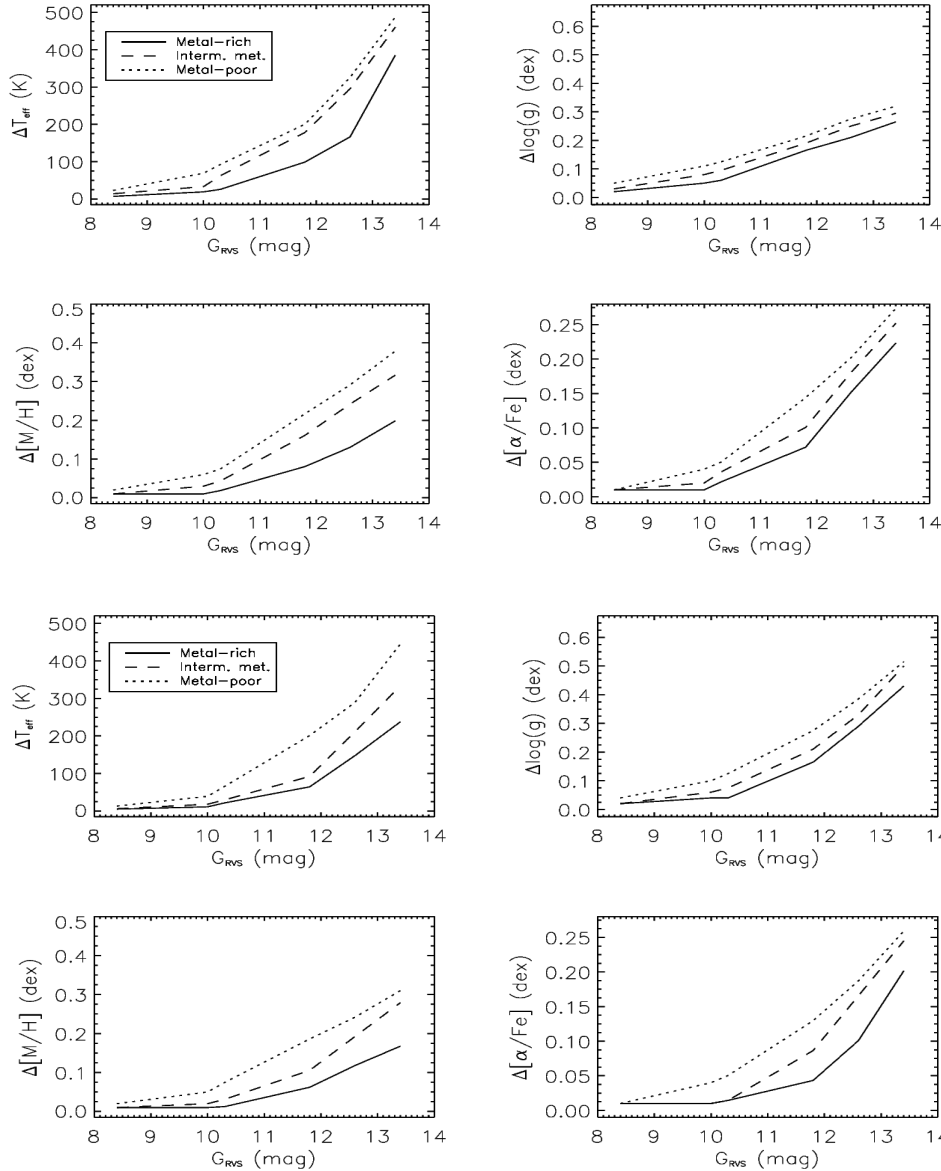 500
400
300
200
100
0
ΔTeff (K)
Metal-rich
Interm. met.
Metal-poor
8 9 10 11 12 13 14
GRVS (mag)
0.6
0.5
0.4
0.3
0.2
0.1
0.0
Δlog(g) (dex)
8 9 10 11 12 13 14
GRVS (mag)
0.5
0.4
0.3
0.2
0.1
0.0
Δ[M/H] (dex)
8 9 10 11 12 13 14
GRVS (mag)
0.25
0.20
0.15
0.10
0.05
0.00
Δ[α/Fe] (dex)
8 9 10 11 12 13 14
GRVS (mag)
500
400
300
200
100
0
ΔTeff (K)
Metal-rich
Interm. met.
Metal-poor
8 9 10 11 12 13 14
GRVS (mag)
0.6
0.5
0.4
0.3
0.2
0.1
0.0
Δlog(g) (dex)
8 9 10 11 12 13 14
GRVS (mag)
0.5
0.4
0.3
0.2
0.1
0.0
Δ[M/H] (dex)
8 9 10 11 12 13 14
GRVS (mag)
0.25
0.20
0.15
0.10
0.05
0.00
Δ[α/Fe] (dex)
8 9 10 11 12 13 14
GRVS (mag)